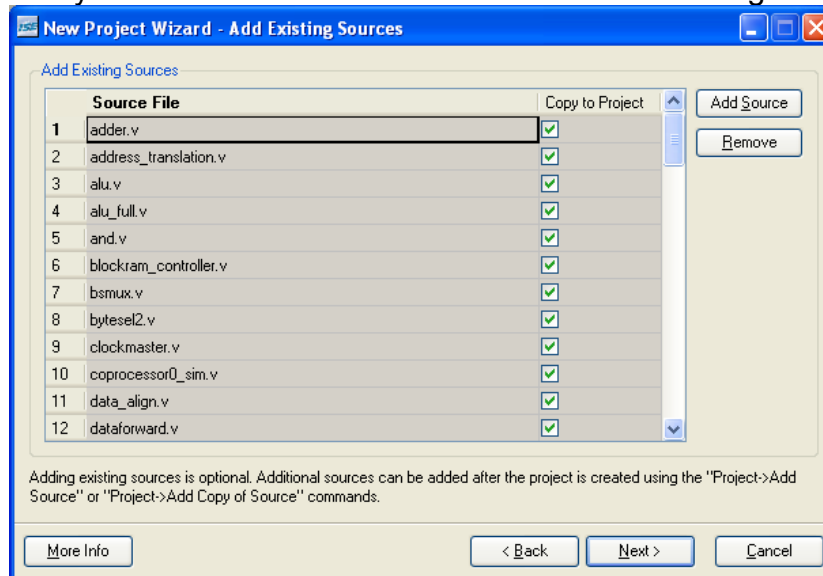 New Project Wizard - Add Existing Sources
Add Existing Sources
Source File Copy to Project
Add Source
1 adder.v
Remove
2 address_translation.v
3 alu.v
4 alu_full.v
5 and.v
6 blockram_controller.v
7 bsmux.v
8 bytesel2.v
9 clockmaster.v
10 coprocessor0_sim.v
11 data_align.v
12 dataforward.v
Adding existing sources is optional. Additional sources can be added after the project is created using the "Project->Add
Source" or "Project->Add Copy of Source" commands.
More Info < Back Next > Cancel